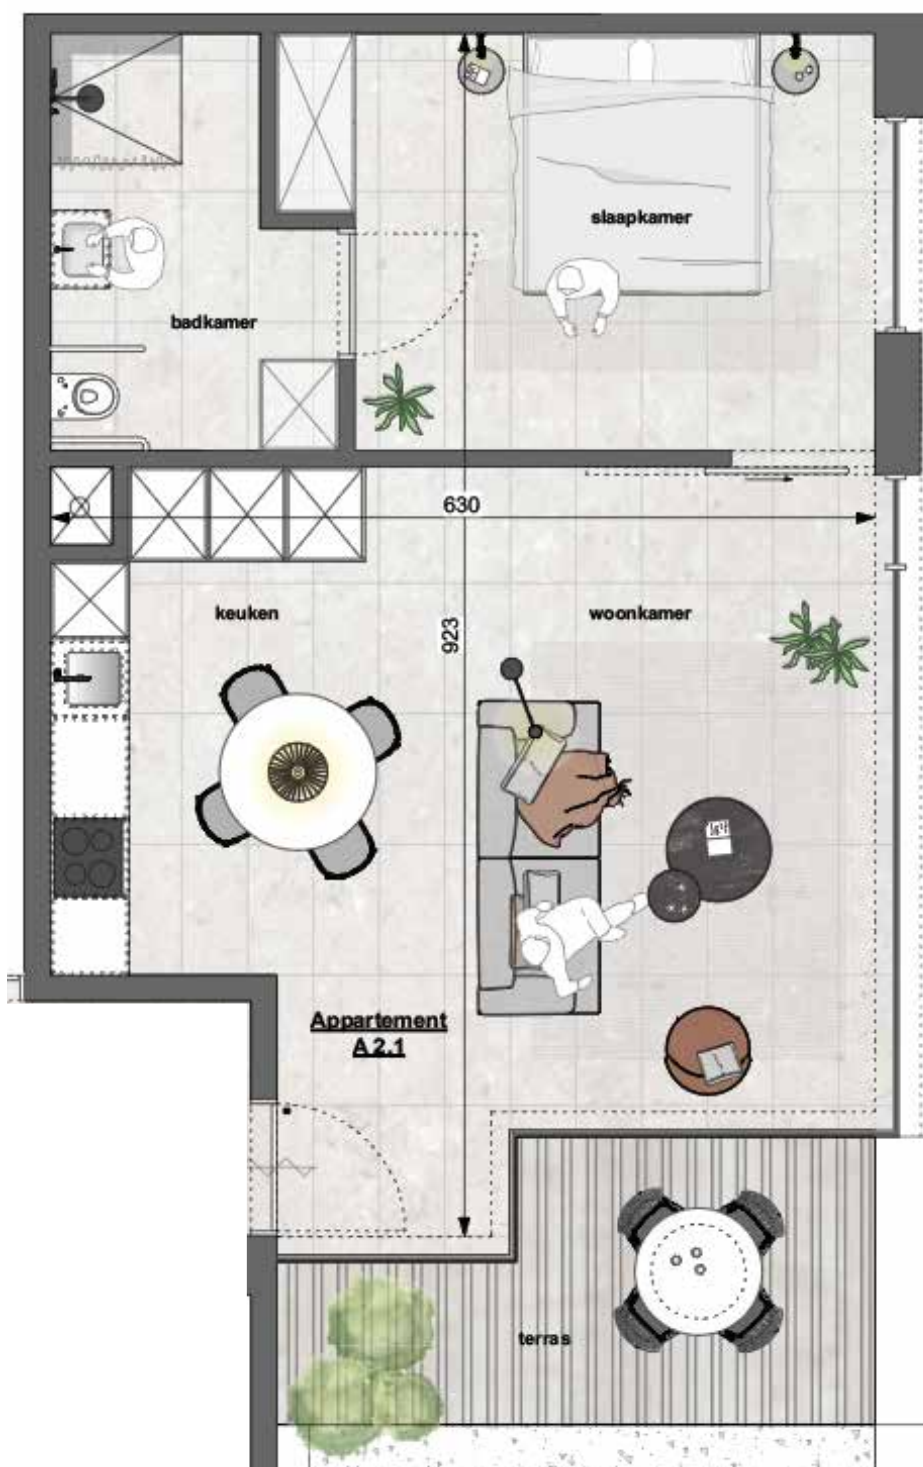 slaapkamer
badkamer
630
keuken
woonkamer
923
Appartement
A 2.1
terras